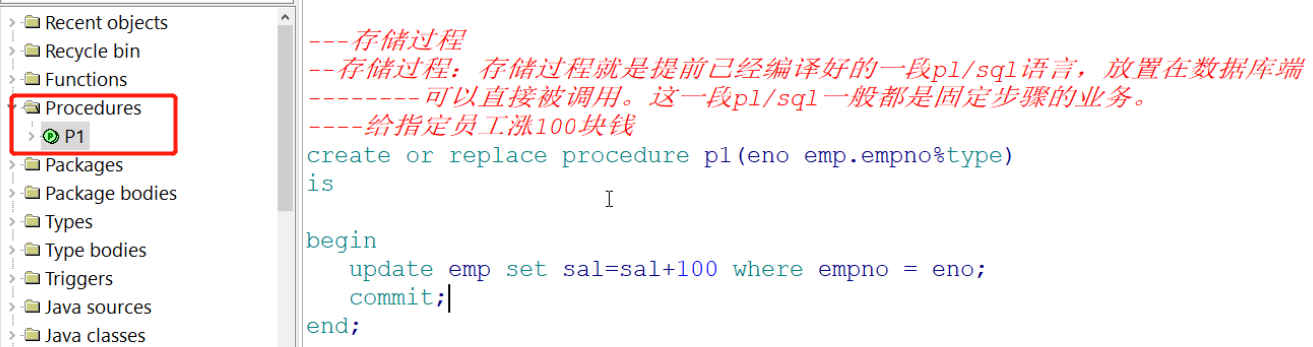 Recent objects
Recycle bin
Functions
Procedures
P1
Packages
Package bodies
Types
Type bodies
Triggers
Java sources
Java classes
---存储过程
--存储过程：存储过程就是提前已经编译好的一段pl/sql语言，放置在数据库端
--------可以直接被调用。这一段pl/sql一般都是固定步骤的业务。
----给指定员工涨100块钱
create or replace procedure p1(eno emp.empno%type)
is
begin
update emp set sal=sal+100 where empno = eno;
commit;
end;